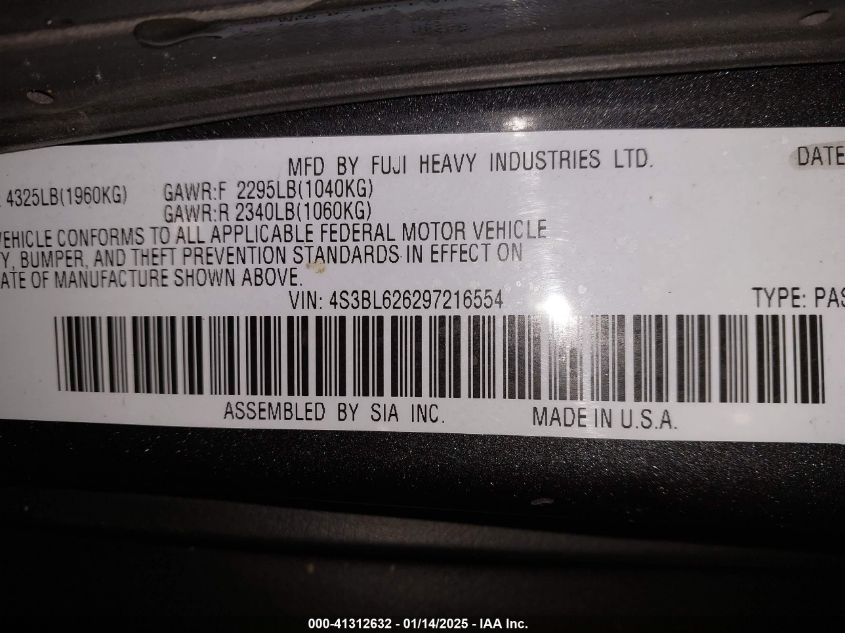 MFD BY FUJI HEAVY INDUSTRIES LTD. DATE
4325LB(1960KG) GAWR:F 2295LB(1040KG)
GAWR:R 2340LB(1060KG)
VEHICLE CONFORMS TO ALL APPLICABLE FEDERAL MOTOR VEHICLE
Y, BUMPER, AND THEFT PREVENTION STANDARDS IN EFFECT ON
ATE OF MANUFACTURE SHOWN ABOVE.
VIN: 4S3BL626297216554 TYPE: PAS
ASSEMBLED BY SIA INC. MADE IN U.S.A.
000-41312632 - 01/14/2025 - IAA Inc.